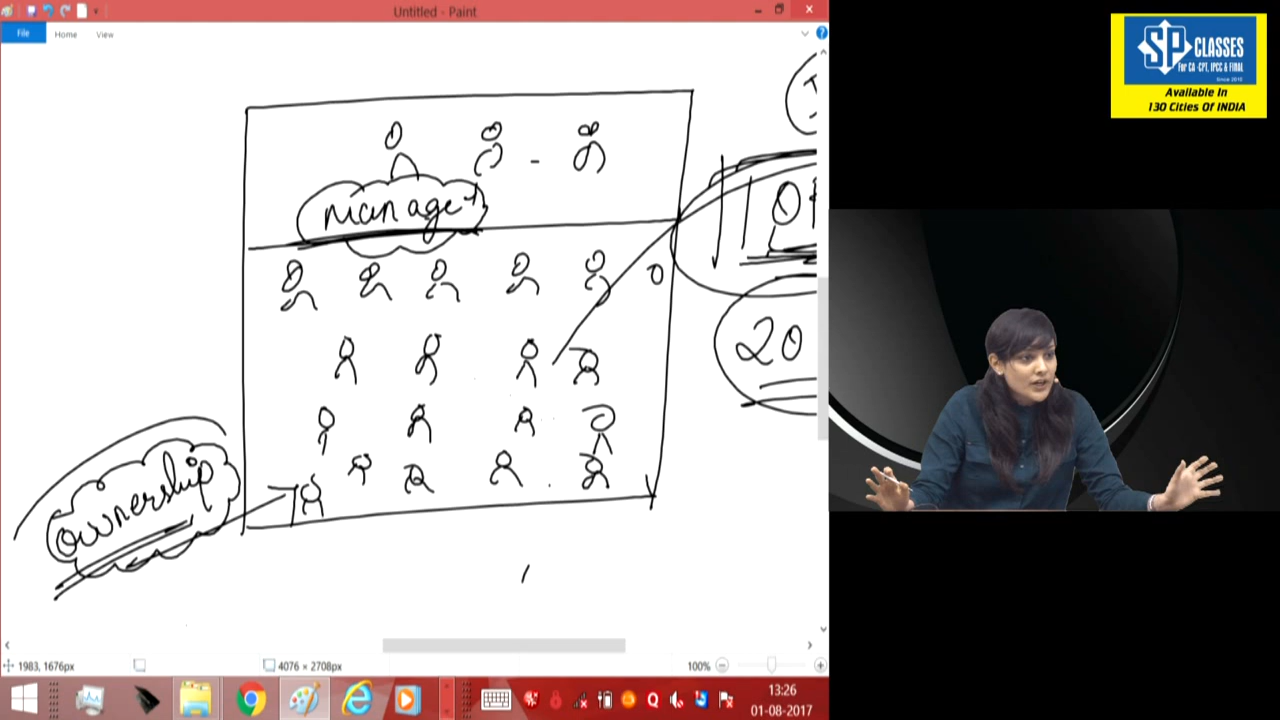 Untitled - Paint
File
Home
View
SP CLASSES
For CA -CPT, IPCC & FINAL
Since 2010
Available In
130 Cities Of INDIA
ownership
20
1983, 1676px
4076 × 2708px
100%
13:26
01-08-2017